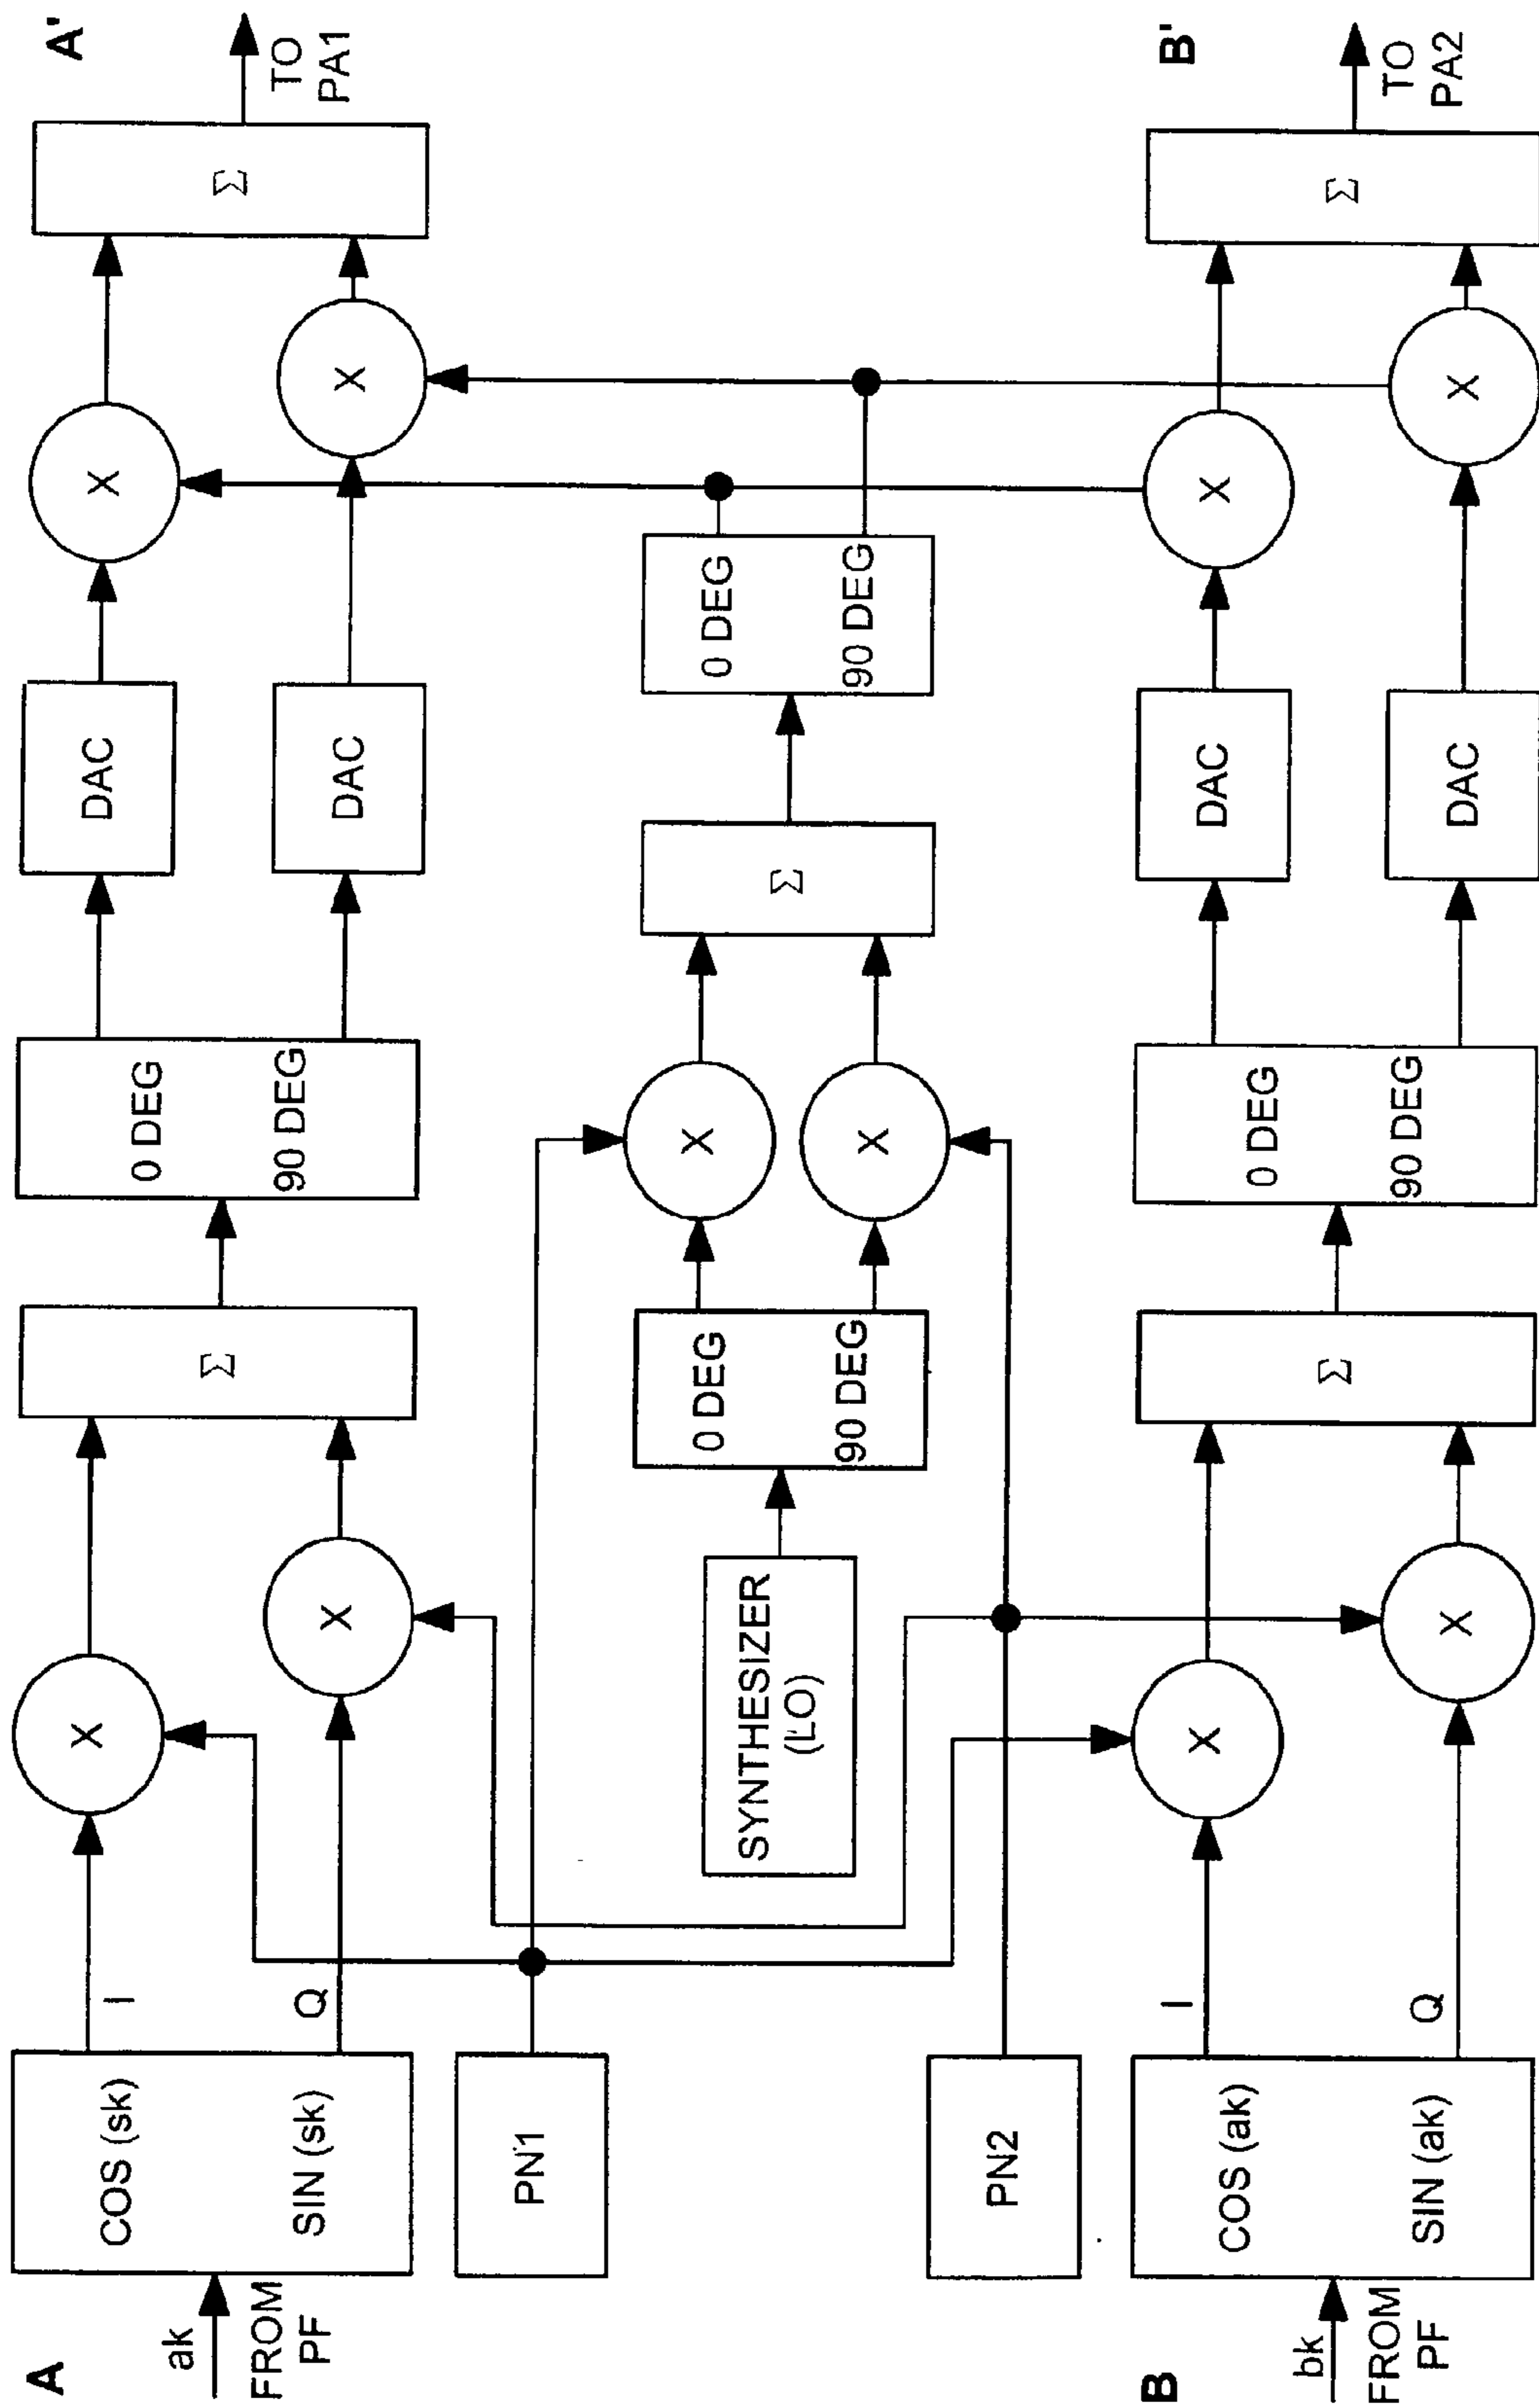 A
ak
FROM
PF
COS (sk)
SIN (sk)
I
Q
X
X
Σ
0 DEG
90 DEG
DAC
DAC
X
X
Σ
TO
PA1
A'
PN1
PN2
SYNTHESIZER
(LO)
0 DEG
90 DEG
X
X
Σ
0 DEG
90 DEG
B
bk
FROM
PF
COS (ak)
SIN (ak)
I
Q
X
X
Σ
0 DEG
90 DEG
DAC
DAC
X
X
Σ
TO
PA2
B'